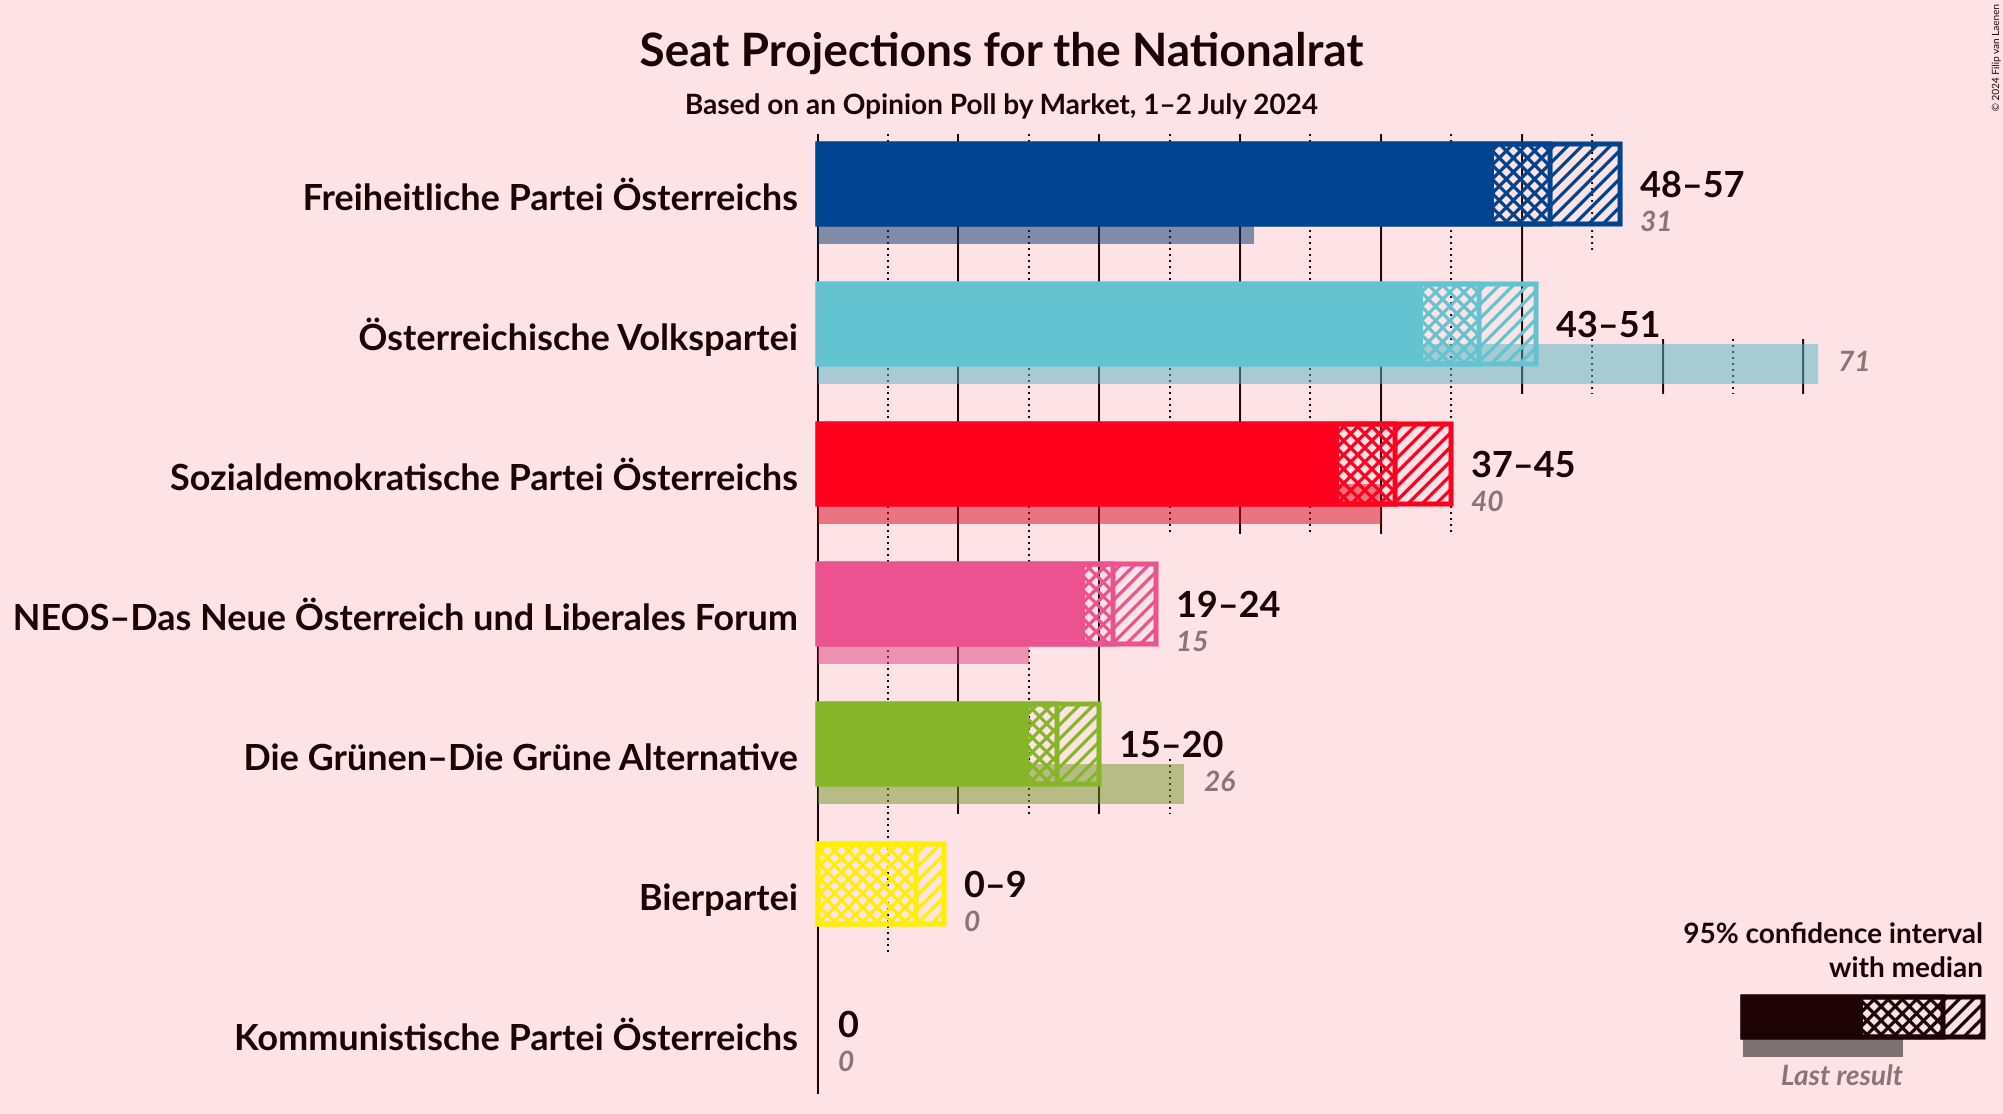 Seat Projections for the Nationalrat
Based on an Opinion Poll by Market, 1–2 July 2024
© 2024 Filip van Laenen
Freiheitliche Partei Österreichs
48–57
31
Österreichische Volkspartei
43–51
71
Sozialdemokratische Partei Österreichs
37–45
40
NEOS–Das Neue Österreich und Liberales Forum
19–24
15
Die Grünen–Die Grüne Alternative
15–20
26
Bierpartei
0–9
0
Kommunistische Partei Österreichs
0
0
95% confidence interval
with median
Last result